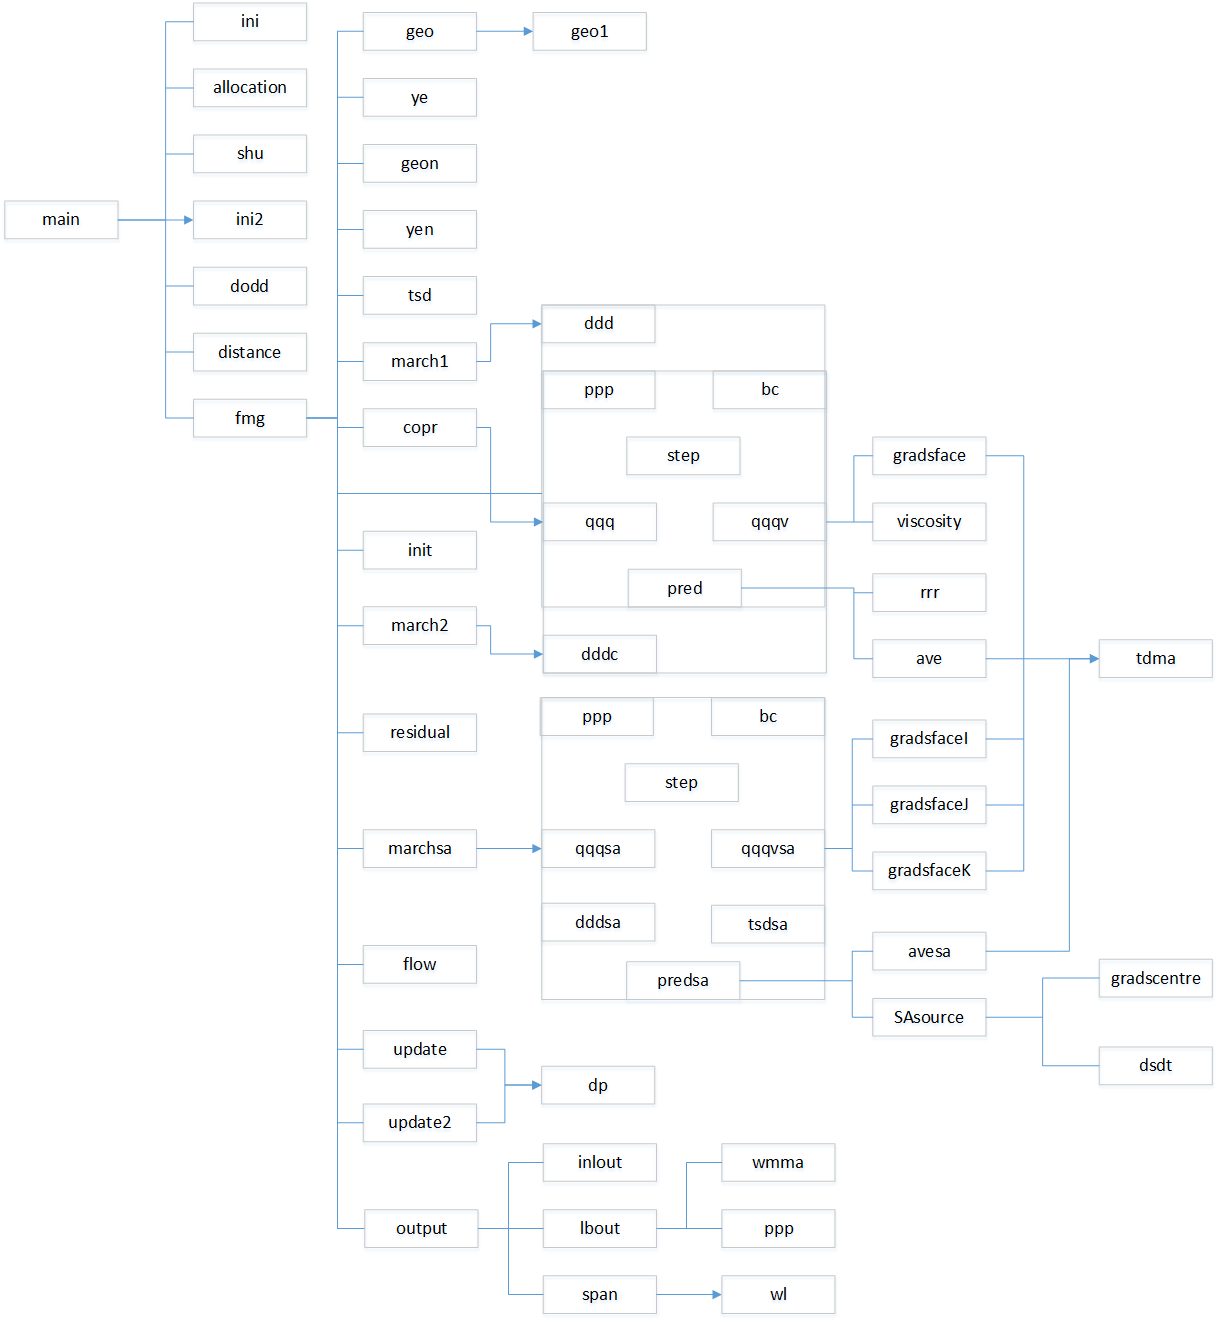 ini
allocation
shu
main
ini2
dodd
distance
fmg
geo
geo1
ye
geon
yen
tsd
march1
copr
init
march2
residual
marchsa
flow
update
update2
output
ddd
ppp
bc
step
qqq
qqqv
pred
dddc
ppp
bc
step
qqqsa
qqqvsa
dddsa
tsdsa
predsa
dp
inlout
lbout
span
wmma
ppp
wl
gradsface
viscosity
rrr
ave
gradsfaceI
gradsfaceJ
gradsfaceK
avesa
SAsource
tdma
gradscentre
dsdt